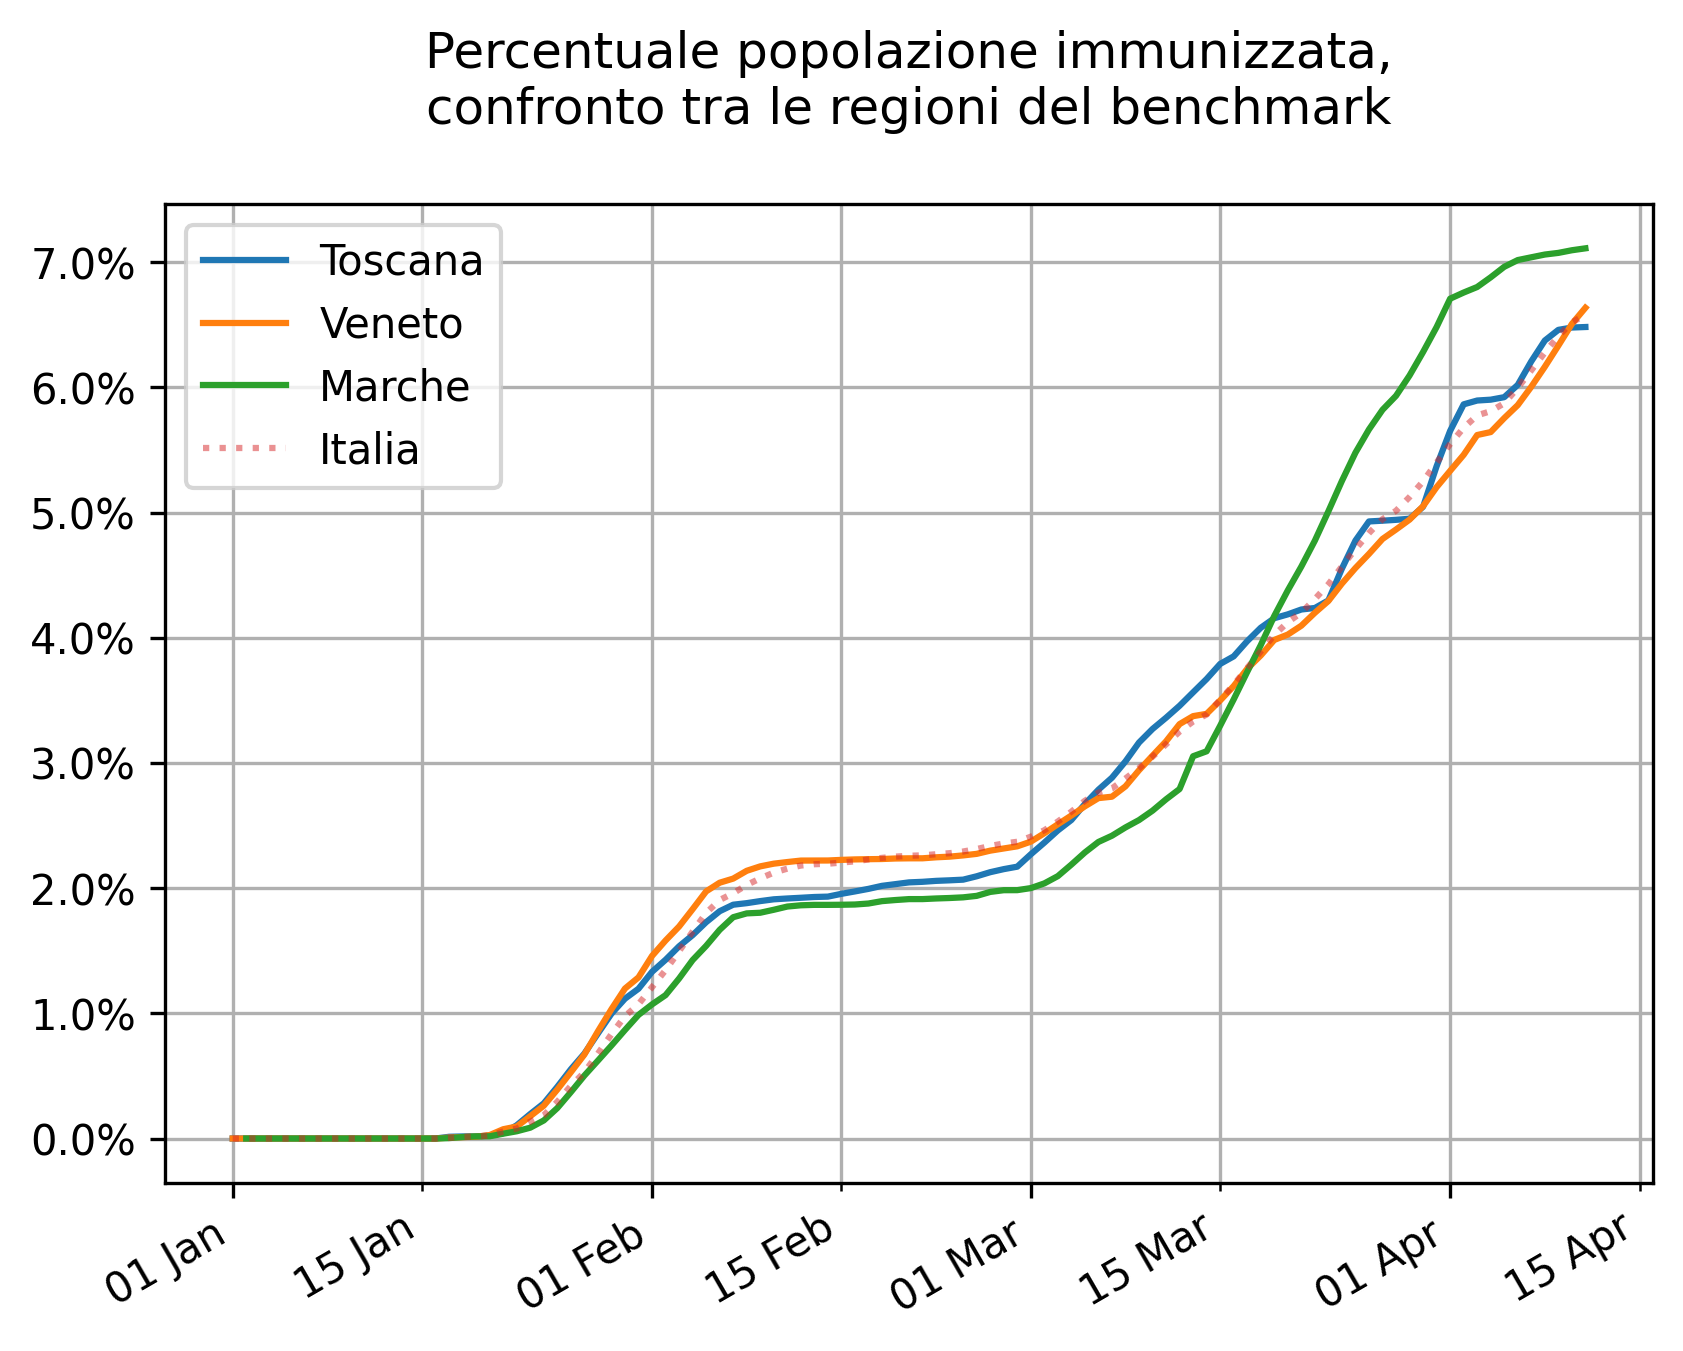 Percentuale popolazione immunizzata,
confronto tra le regioni del benchmark
7.0%
6.0%
5.0%
4.0%
3.0%
2.0%
1.0%
0.0%
Toscana
Veneto
Marche
Italia
01 Jan
15 Jan
01 Feb
15 Feb
01 Mar
15 Mar
01 Apr
15 Apr